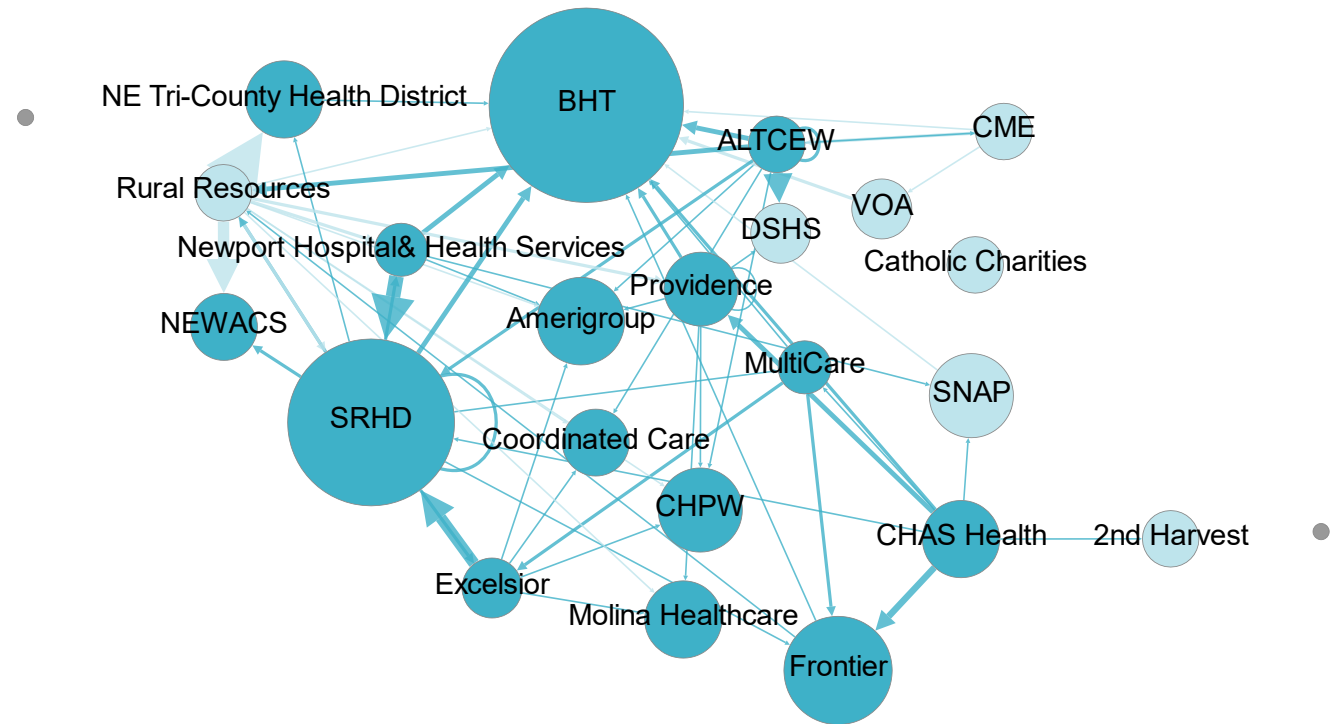 BHT
NE Tri-County Health District
ALTCEW
CME
Rural Resources
VOA
DSHS
Newport Hospital& Health Services
Catholic Charities
Providence
NEWACS
Amerigroup
MultiCare
SNAP
SRHD
Coordinated Care
CHPW
CHAS Health
2nd Harvest
Excelsior
Molina Healthcare
Frontier